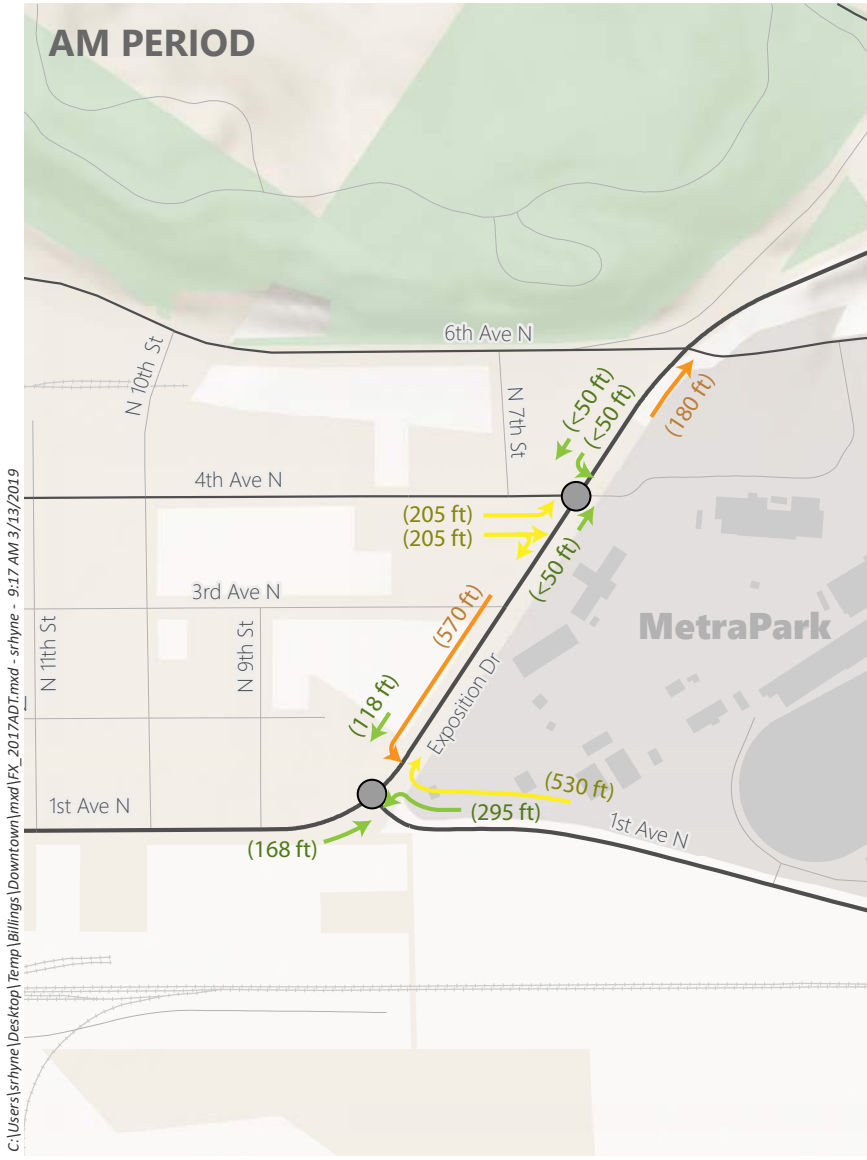 AM PERIOD
6th Ave N
N 10th St
N 7th St
(<50 ft)
(<50 ft)
(180 ft)
4th Ave N
(205 ft)
(205 ft)
(<50 ft)
3rd Ave N
(570 ft)
MetraPark
N 11th St
N 9th St
(118 ft)
Exposition Dr
(530 ft)
1st Ave N
(295 ft)
1st Ave N
(168 ft)
C:\Users\srhyne\Desktop\Temp\Billings\Downtown\mxd\FX_2017ADT.mxd - srhyne - 9:17 AM 3/13/2019